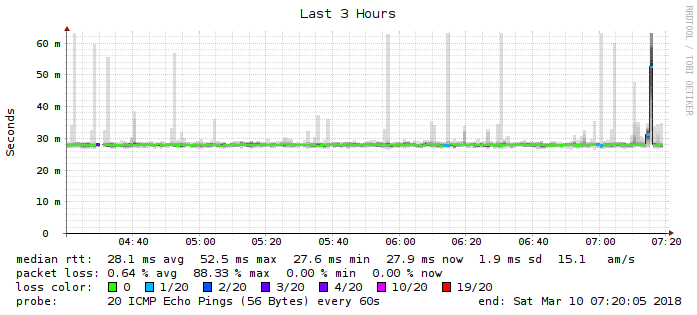 Last 3 Hours
RRDTOOL / TOBI OETIKER
Seconds
60 m
50 m
40 m
30 m
20 m
10 m
0
04:40 05:00 05:20 05:40 06:00 06:20 06:40 07:00 07:20
median rtt: 28.1 ms avg 52.5 ms max 27.6 ms min 27.9 ms now 1.9 ms sd 15.1 am/s
packet loss: 0.64 % avg 88.33 % max 0.00 % min 0.00 % now
loss color: 0 1/20 2/20 3/20 4/20 10/20 19/20
probe: 20 ICMP Echo Pings (56 Bytes) every 60s end: Sat Mar 10 07:20:05 2018